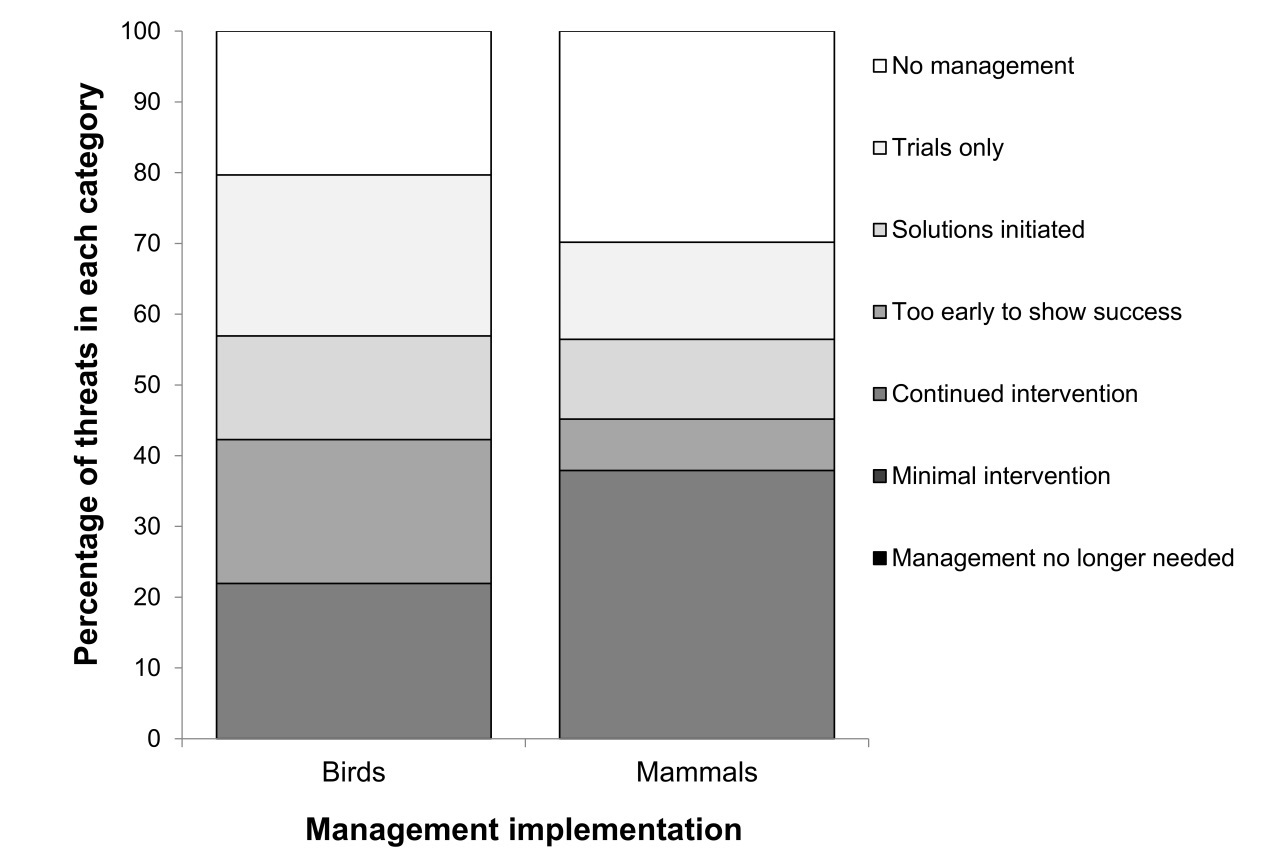 Percentage of threats in each category
100
90
80
70
60
50
40
30
20
10
0
Birds
Mammals
Management implementation
No management
Trials only
Solutions initiated
Too early to show success
Continued intervention
Minimal intervention
Management no longer needed